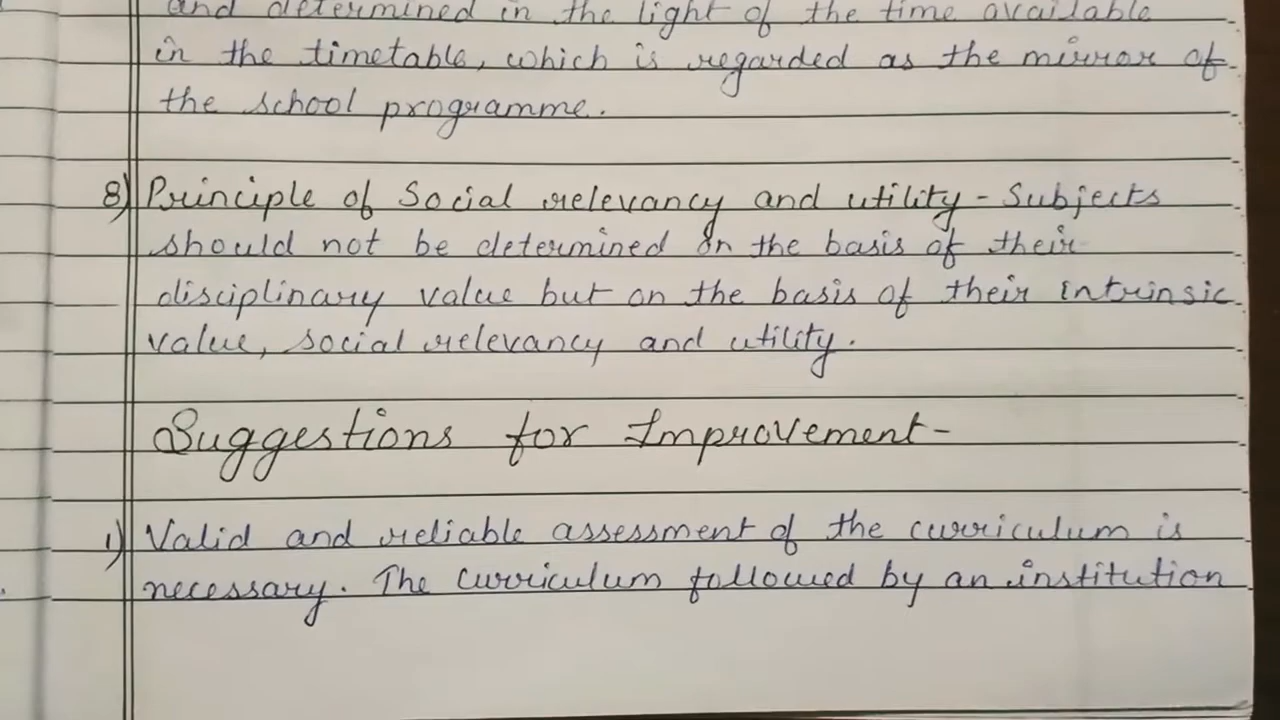 and determined in the light of the time available
in the timetable, which is regarded as the mirror of
the school programme.
8) Principle of Social relevancy and utility - Subjects
should not be determined on the basis of their
disciplinary value but on the basis of their intrinsic
value, social relevancy and utility.
Suggestions for Improvement -
1) Valid and reliable assessment of the curriculum is
necessary. The curriculum followed by an institution